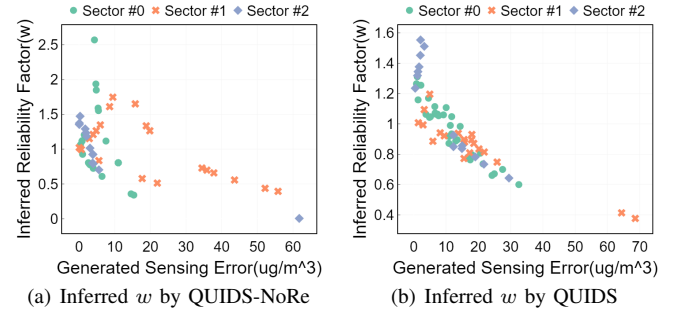 Sector #0 Sector #1 Sector #2
Inferred Reliability Factor(w)
2.5
2
1.5
1
0.5
0
0 10 20 30 40 50 60
Generated Sensing Error(ug/m^3)
(a) Inferred w by QUIDS-NoRe
Sector #0 Sector #1 Sector #2
Inferred Reliability Factor(w)
1.6
1.4
1.2
1.0
0.8
0.6
0.4
0 10 20 30 40 50 60 70
Generated Sensing Error(ug/m^3)
(b) Inferred w by QUIDS